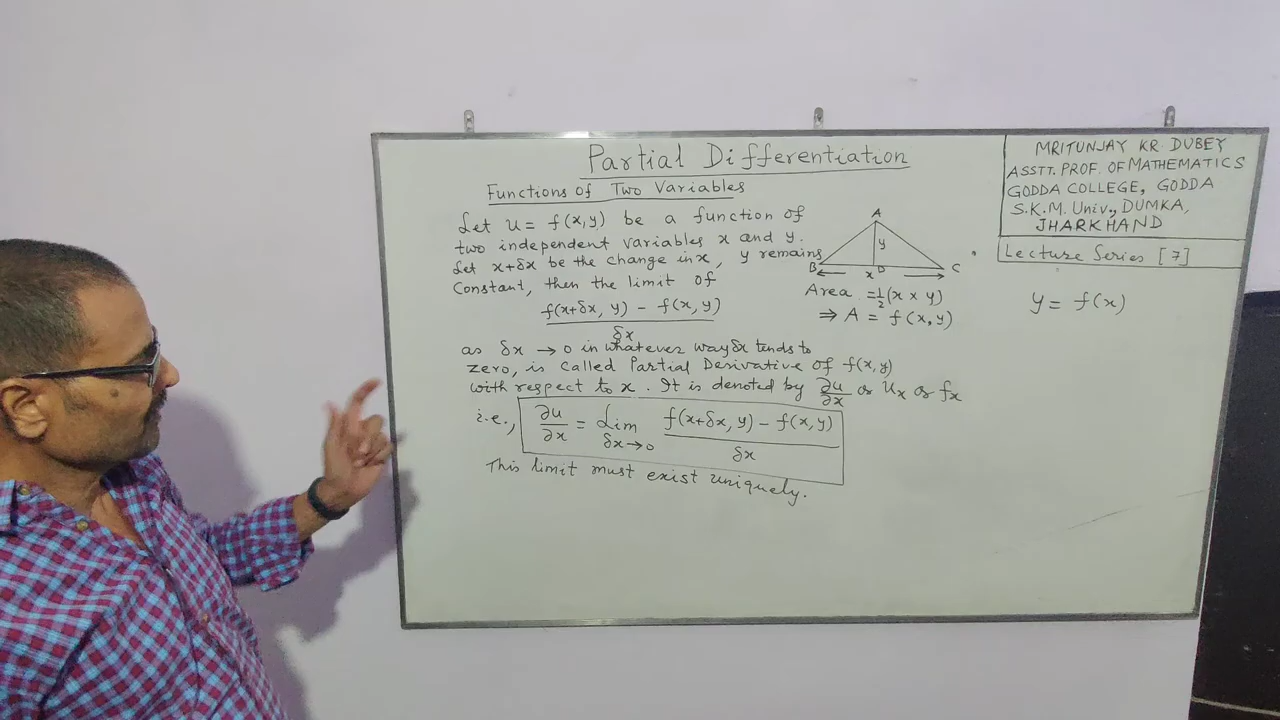 Partial Differentiation
Functions of Two Variables
Let u = f(x,y) be a function of
two independent variables x and y.
Let x+δx be the change in x, y remains
Constant, then the limit of
f(x+δx, y) - f(x,y)
δx
as δx → 0 in whatever way δx tends to
zero, is called Partial Derivative of f(x,y)
with respect to x. It is denoted by ∂u/∂x or Ux or fx
i.e., ∂u/∂x = Lim δx→0 f(x+δx, y) - f(x,y) / δx
This limit must exist uniquely.
A
y
B D C
x
Area = 1/2 (x × y)
⇒ A = f(x,y)
MRITUNJAY KR. DUBEY
ASSTT. PROF. OF MATHEMATICS
GODDA COLLEGE, GODDA
S.K.M. Univ., DUMKA,
JHARKHAND
Lecture Series [7]
y = f(x)